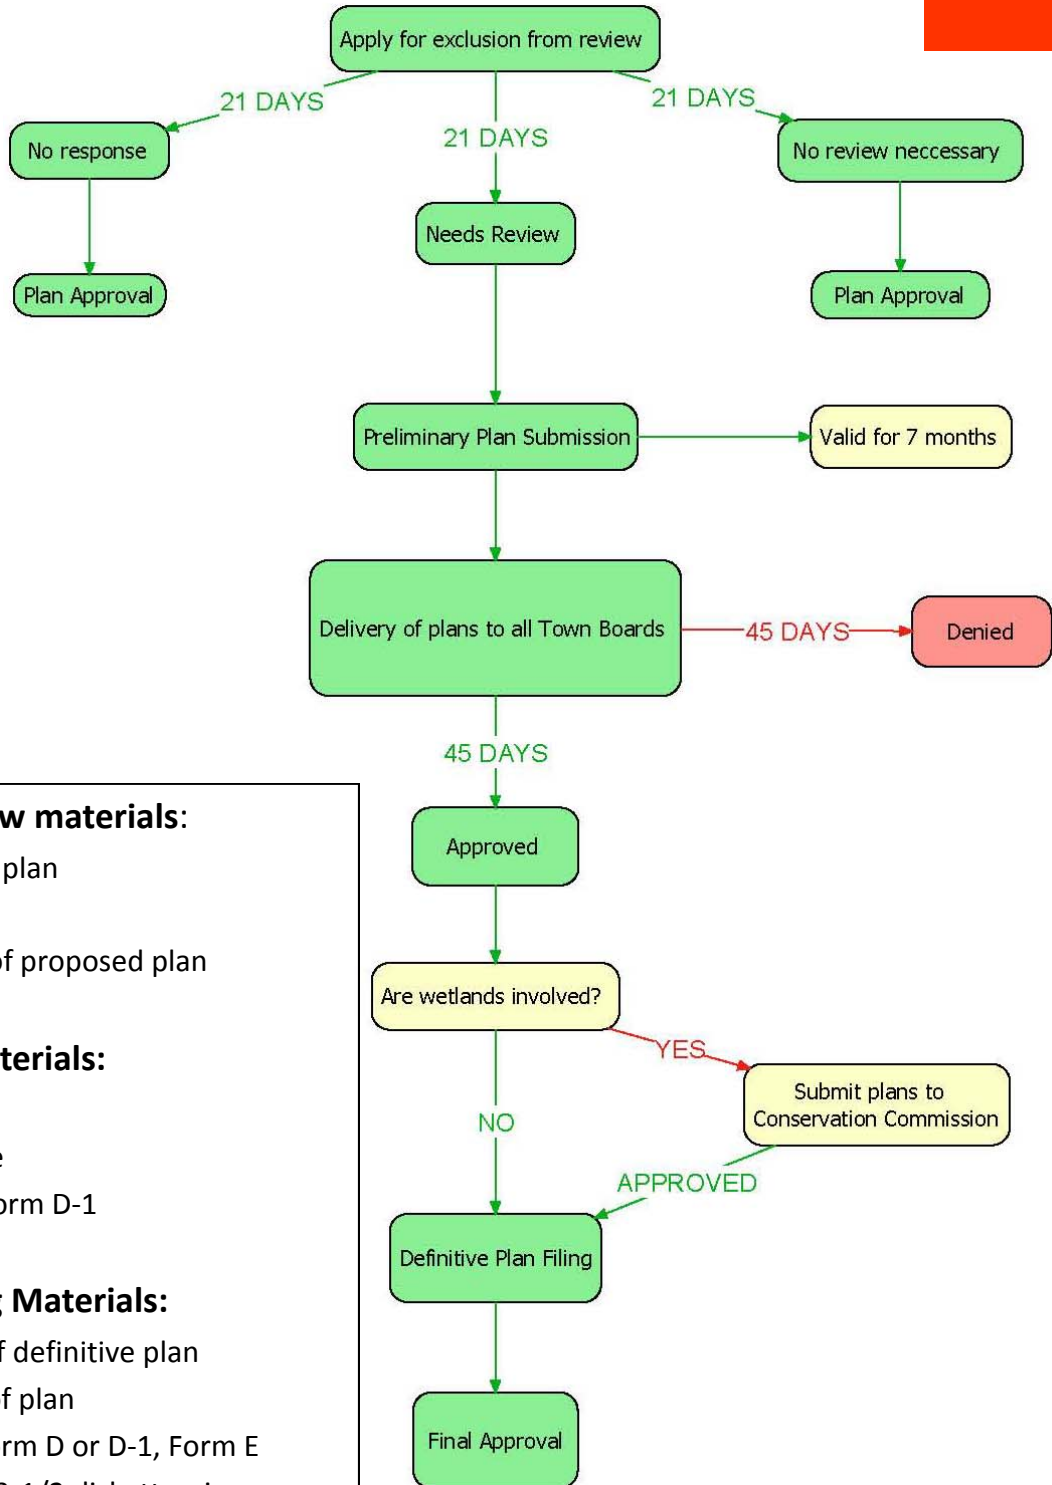 Apply for exclusion from review
21 DAYS
21 DAYS
21 DAYS
No response
No review neccessary
Needs Review
Plan Approval
Plan Approval
Preliminary Plan Submission
Valid for 7 months
Delivery of plans to all Town Boards
45 DAYS
Denied
45 DAYS
Approved
Are wetlands involved?
YES
Submit plans to
Conservation Commission
NO
APPROVED
Definitive Plan Filing
Final Approval
w materials:
plan
of proposed plan
terials:
e
orm D-1
g Materials:
f definitive plan
of plan
rm D or D-1, Form E